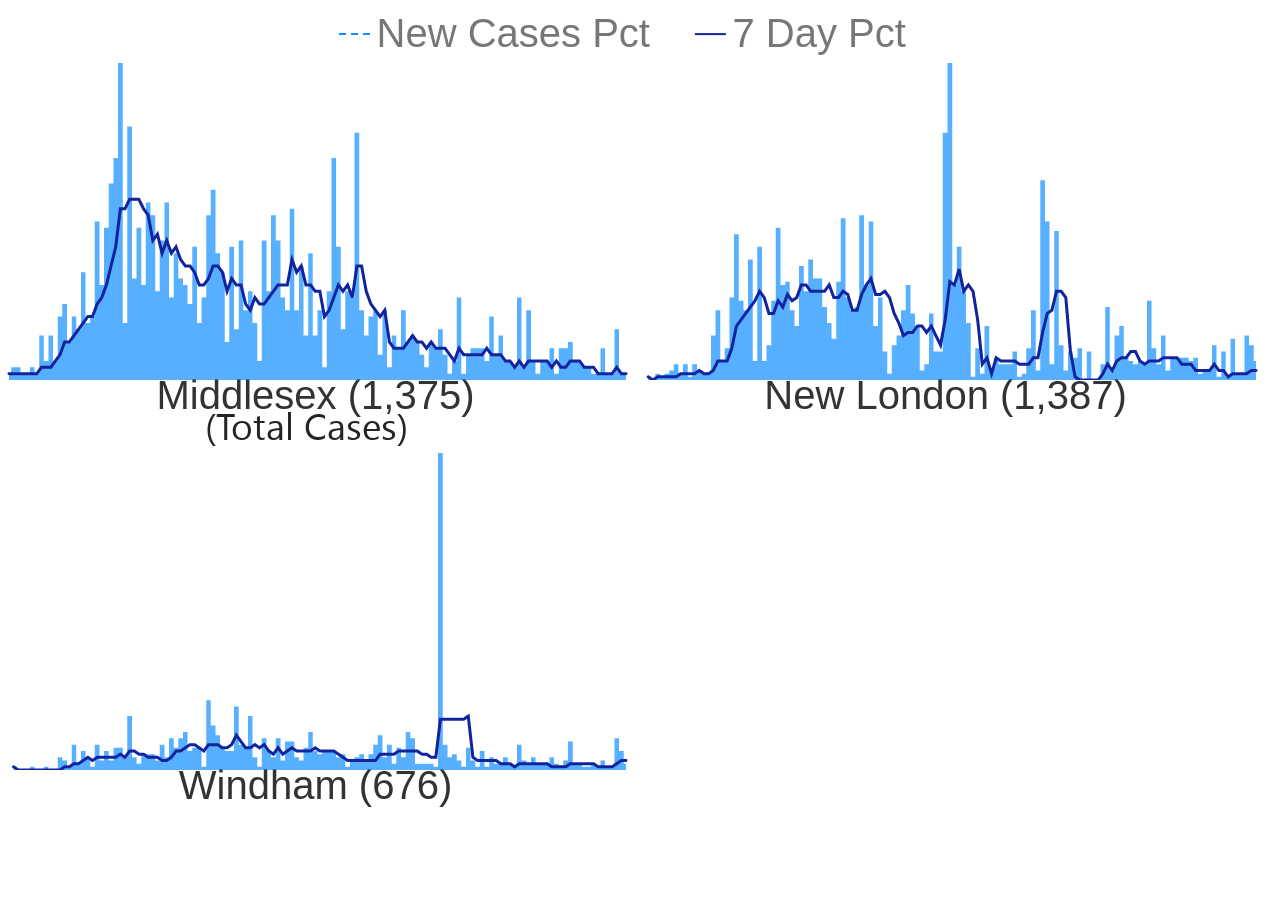 New Cases Pct 7 Day Pct
Middlesex (1,375) New London (1,387)
(Total Cases)
Windham (676)